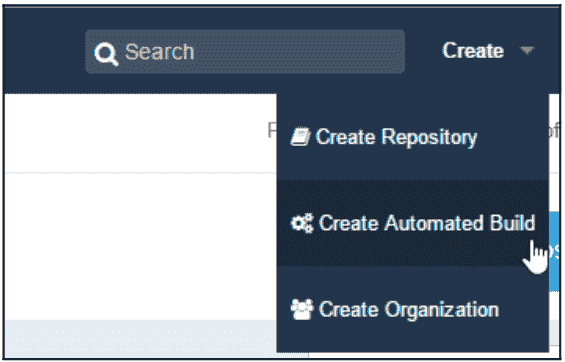 Search
Create
Create Repository
Create Automated Build
Create Organization